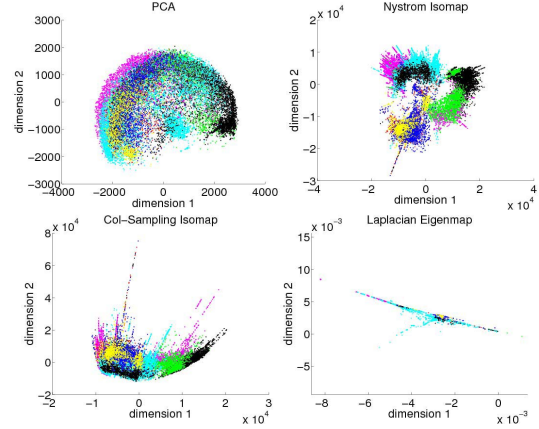 PCA
3000
2000
1000
0
−1000
−2000
−3000
−4000 −2000 0 2000 4000
dimension 1
dimension 2
Nystrom Isomap
x 10^4
2
1
0
−1
−2
−3
−4 −2 0 2 4
x 10^4
dimension 1
dimension 2
Col−Sampling Isomap
x 10^4
8
6
4
2
0
−2
−2 −1 0 1 2 3
x 10^4
dimension 1
dimension 2
Laplacian Eigenmap
x 10^−3
15
10
5
0
−5
−8 −6 −4 −2 0
x 10^−3
dimension 1
dimension 2